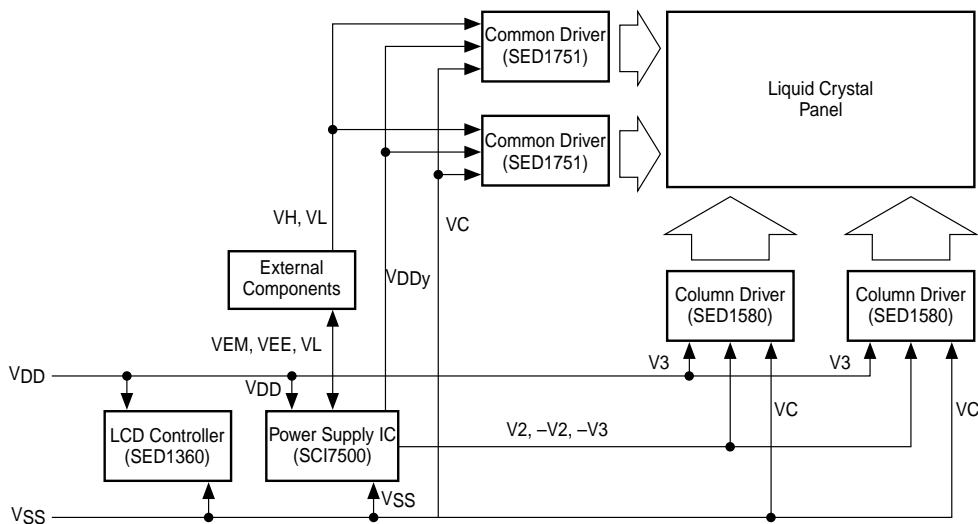 Common Driver
(SED1751)
Liquid Crystal
Panel
Common Driver
(SED1751)
VH, VL
VC
VDDy
External
Components
Column Driver
(SED1580)
Column Driver
(SED1580)
VEM, VEE, VL
V3
V3
VDD
VDD
VC
VC
LCD Controller
(SED1360)
Power Supply IC
(SCI7500)
V2, –V2, –V3
VSS
VSS